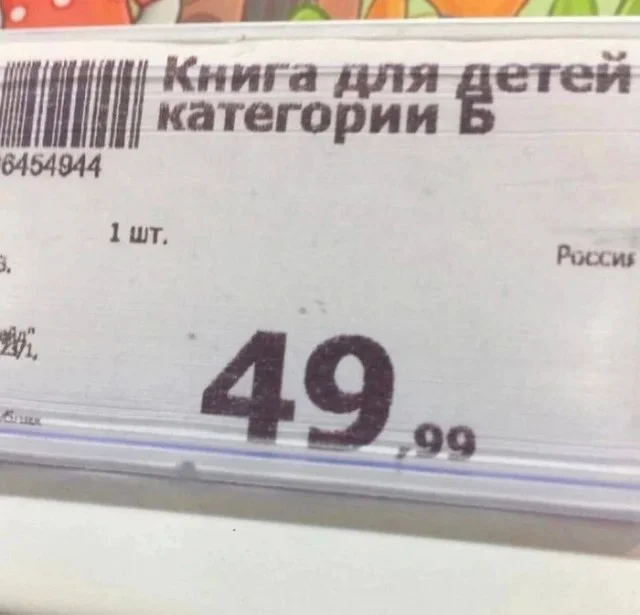 Книга для детей
категории Б
6454944
1 шт.
Россия
49,99